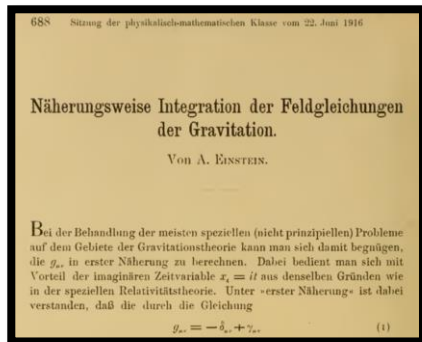 688 Sitzung der physikalisch-mathematischen Klasse vom 22. Juni 1916
Näherungsweise Integration der Feldgleichungen
der Gravitation.
Von A. Einstein.
Bei der Behandlung der meisten speziellen (nicht prinzipiellen) Probleme
auf dem Gebiete der Gravitationstheorie kann man sich damit begnügen,
die g_μν in erster Näherung zu berechnen. Dabei bedient man sich mit
Vorteil der imaginären Zeitvariable x₄ = it aus denselben Gründen wie
in der speziellen Relativitätstheorie. Unter »erster Näherung« ist dabei
verstanden, daß die durch die Gleichung
g_μν = −δ_μν + γ_μν (1)